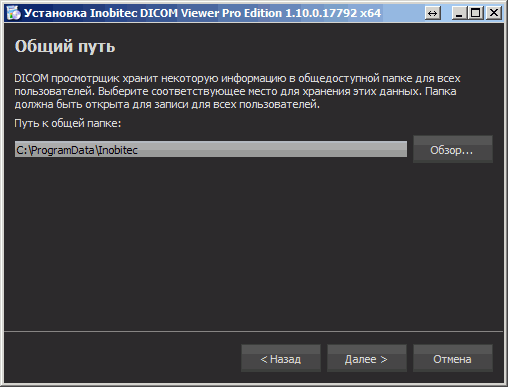 Установка Inobitec DICOM Viewer Pro Edition 1.10.0.17792 x64
Общий путь
DICOM просмотрщик хранит некоторую информацию в общедоступной папке для всех
пользователей. Выберите соответствующее место для хранения этих данных. Папка
должна быть открыта для записи для всех пользователей.
Путь к общей папке:
C:\ProgramData\Inobitec
Обзор...
< Назад
Далее >
Отмена